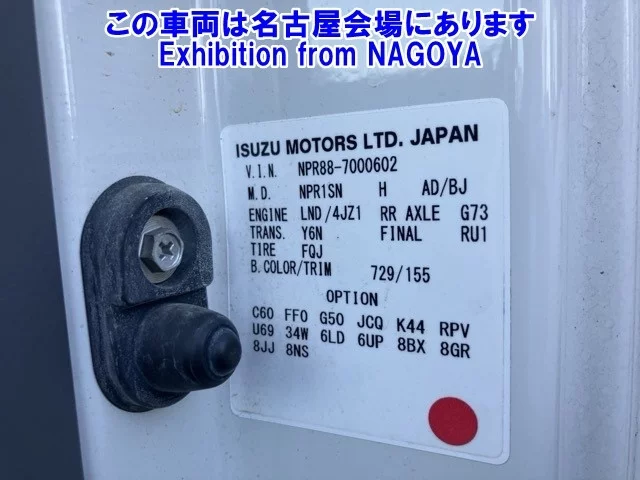 この車両は名古屋会場にあります
Exhibition from NAGOYA
ISUZU MOTORS LTD. JAPAN
V.I.N. NPR88-7000602
M.D. NPR1SN H AD/BJ
ENGINE LND/4JZ1 RR AXLE G73
TRANS. Y6N FINAL RU1
TIRE FQJ
B.COLOR/TRIM 729/155
OPTION
C60 FF0 G50 JCQ K44 RPV
U69 34W 6LD 6UP 8BX 8GR
8JJ 8NS